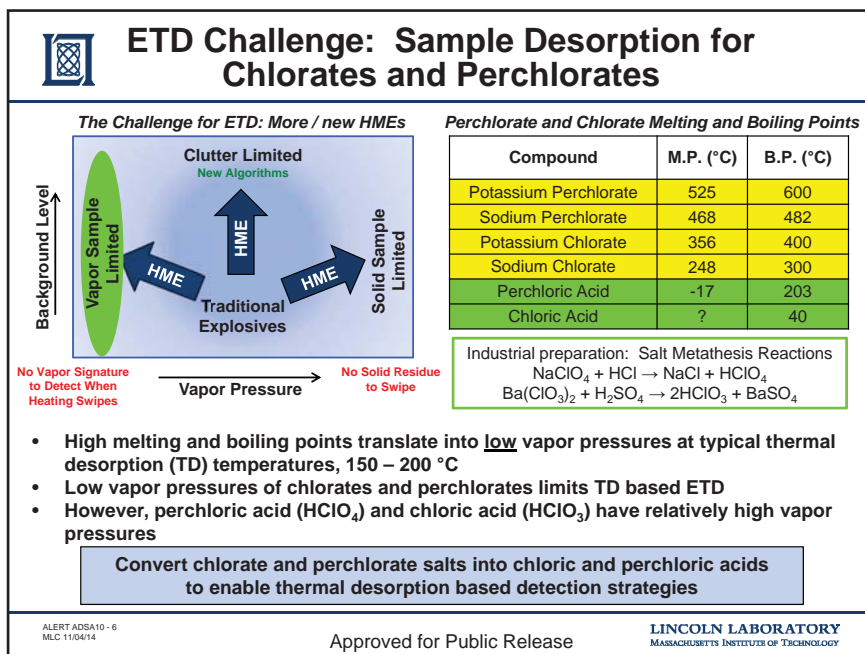 ETD Challenge: Sample Desorption for
Chlorates and Perchlorates
The Challenge for ETD: More / new HMEs
Background Level
Vapor Sample
Limited
Clutter Limited
New Algorithms
HME
HME
HME
Traditional
Explosives
Solid Sample
Limited
No Vapor Signature
to Detect When
Heating Swipes
Vapor Pressure
No Solid Residue
to Swipe
Perchlorate and Chlorate Melting and Boiling Points
Compound M.P. (°C) B.P. (°C)
Potassium Perchlorate 525 600
Sodium Perchlorate 468 482
Potassium Chlorate 356 400
Sodium Chlorate 248 300
Perchloric Acid -17 203
Chloric Acid ? 40
Industrial preparation: Salt Metathesis Reactions
NaClO₄ + HCl → NaCl + HClO₄
Ba(ClO₃)₂ + H₂SO₄ → 2HClO₃ + BaSO₄
• High melting and boiling points translate into low vapor pressures at typical thermal
desorption (TD) temperatures, 150 – 200 °C
• Low vapor pressures of chlorates and perchlorates limits TD based ETD
• However, perchloric acid (HClO₄) and chloric acid (HClO₃) have relatively high vapor
pressures
Convert chlorate and perchlorate salts into chloric and perchloric acids
to enable thermal desorption based detection strategies
ALERT ADSA10 - 6
MLC 11/04/14
Approved for Public Release
LINCOLN LABORATORY
MASSACHUSETTS INSTITUTE OF TECHNOLOGY